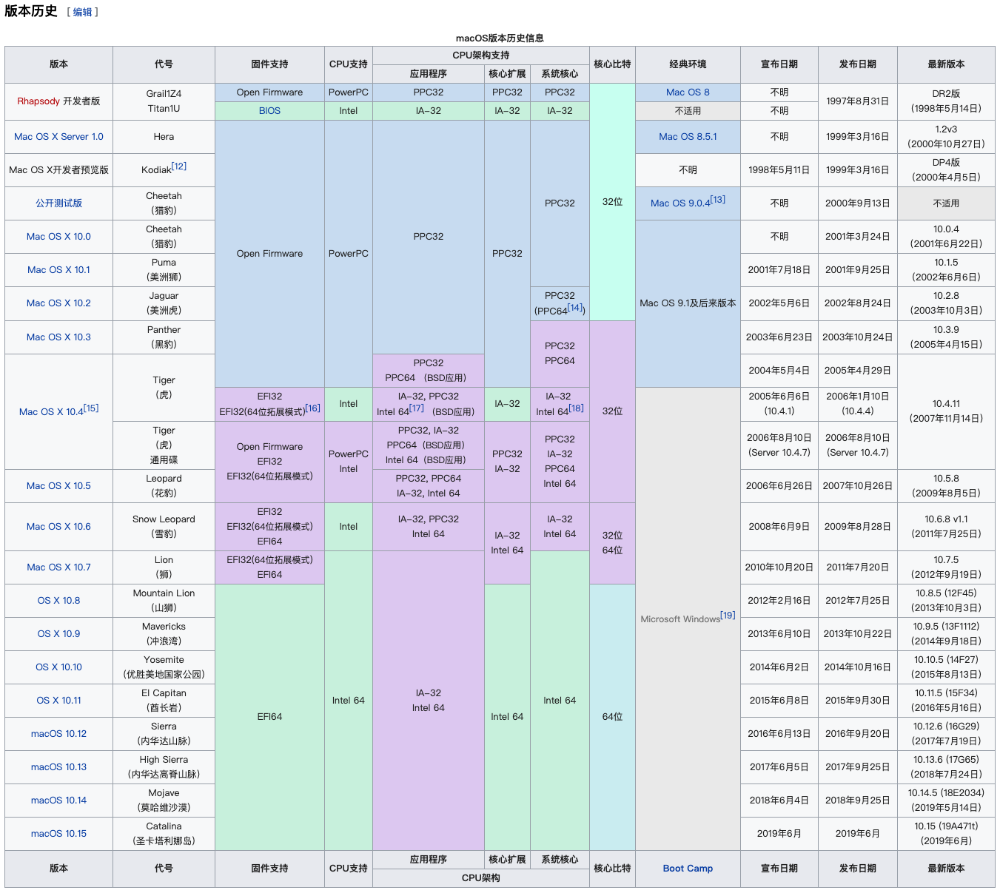 版本历史 [ 编辑 ]
macOS版本历史信息
版本 代号 固件支持 CPU支持 CPU架构支持 核心比特 经典环境 宣布日期 发布日期 最新版本
应用程序 核心扩展 系统核心
Rhapsody 开发者版 Grail1Z4 Open Firmware PowerPC PPC32 PPC32 PPC32 32位 Mac OS 8 不明 1997年8月31日 DR2版
Titan1U BIOS Intel IA-32 IA-32 IA-32 不适用 不明 (1998年5月14日)
Mac OS X Server 1.0 Hera Open Firmware PowerPC PPC32 PPC32 PPC32 Mac OS 8.5.1 不明 1999年3月16日 1.2v3
(2000年10月27日)
Mac OS X开发者预览版 Kodiak[12] 不明 1998年5月11日 1999年3月16日 DP4版
(2000年4月5日)
公开测试版 Cheetah Mac OS 9.0.4[13] 不明 2000年9月13日 不适用
(猎豹)
Mac OS X 10.0 Cheetah Mac OS 9.1及后来版本 不明 2001年3月24日 10.0.4
(猎豹) (2001年6月22日)
Mac OS X 10.1 Puma 2001年7月18日 2001年9月25日 10.1.5
(美洲狮) (2002年6月6日)
Mac OS X 10.2 Jaguar PPC32 2002年5月6日 2002年8月24日 10.2.8
(美洲虎) (PPC64[14]) (2003年10月3日)
Mac OS X 10.3 Panther PPC32 32位 2003年6月23日 2003年10月24日 10.3.9
(黑豹) PPC64 (2005年4月15日)
Mac OS X 10.4[15] Tiger PPC32 2004年5月4日 2005年4月29日 10.4.11
(虎) PPC64 (BSD应用) (2007年11月14日)
EFI32 Intel IA-32, PPC32 IA-32 IA-32 Microsoft Windows[19] 2005年6月6日 2006年1月10日
EFI32(64位拓展模式)[16] Intel 64[17] (BSD应用) Intel 64[18] (10.4.1) (10.4.4)
Tiger Open Firmware PowerPC PPC32, IA-32 PPC32 PPC32 2006年8月10日 2006年8月10日
(虎) EFI32 Intel PPC64 (BSD应用) IA-32 IA-32 (Server 10.4.7) (Server 10.4.7)
通用碟 EFI32(64位拓展模式) Intel 64 (BSD应用) PPC64
Intel 64
Mac OS X 10.5 Leopard PPC32, PPC64 2006年6月26日 2007年10月26日 10.5.8
(花豹) IA-32, Intel 64 (2009年8月5日)
Mac OS X 10.6 Snow Leopard EFI32 Intel IA-32, PPC32 IA-32 IA-32 32位 2008年6月9日 2009年8月28日 10.6.8 v1.1
(雪豹) EFI32(64位拓展模式) Intel 64 Intel 64 Intel 64 64位 (2011年7月25日)
EFI64
Mac OS X 10.7 Lion EFI32(64位拓展模式) Intel 64 IA-32 Intel 64 2010年10月20日 2011年7月20日 10.7.5
(狮) EFI64 Intel 64 (2012年9月19日)
OS X 10.8 Mountain Lion EFI64 Intel 64 64位 2012年2月16日 2012年7月25日 10.8.5 (12F45)
(山狮) (2013年10月3日)
OS X 10.9 Mavericks 2013年6月10日 2013年10月22日 10.9.5 (13F1112)
(冲浪湾) (2014年9月18日)
OS X 10.10 Yosemite 2014年6月2日 2014年10月16日 10.10.5 (14F27)
(优胜美地国家公园) (2015年8月13日)
OS X 10.11 El Capitan 2015年6月8日 2015年9月30日 10.11.5 (15F34)
(酋长岩) (2016年5月16日)
macOS 10.12 Sierra 2016年6月13日 2016年9月20日 10.12.6 (16G29)
(内华达山脉) (2017年7月19日)
macOS 10.13 High Sierra 2017年6月5日 2017年9月25日 10.13.6 (17G65)
(内华达高脊山脉) (2018年7月24日)
macOS 10.14 Mojave 2018年6月4日 2018年9月25日 10.14.5 (18E2034)
(莫哈维沙漠) (2019年5月14日)
macOS 10.15 Catalina 2019年6月 2019年6月 10.15 (19A471t)
(圣卡塔利娜岛) (2019年6月)
版本 代号 固件支持 CPU支持 应用程序 核心扩展 系统核心 核心比特 Boot Camp 宣布日期 发布日期 最新版本
CPU架构